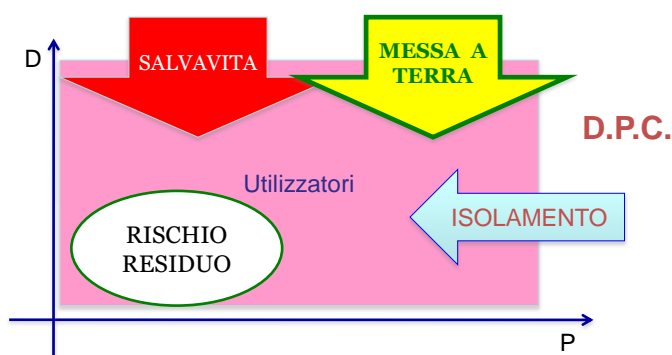 D
SALVAVITA
MESSA A
TERRA
D.P.C.
Utilizzatori
ISOLAMENTO
RISCHIO
RESIDUO
P